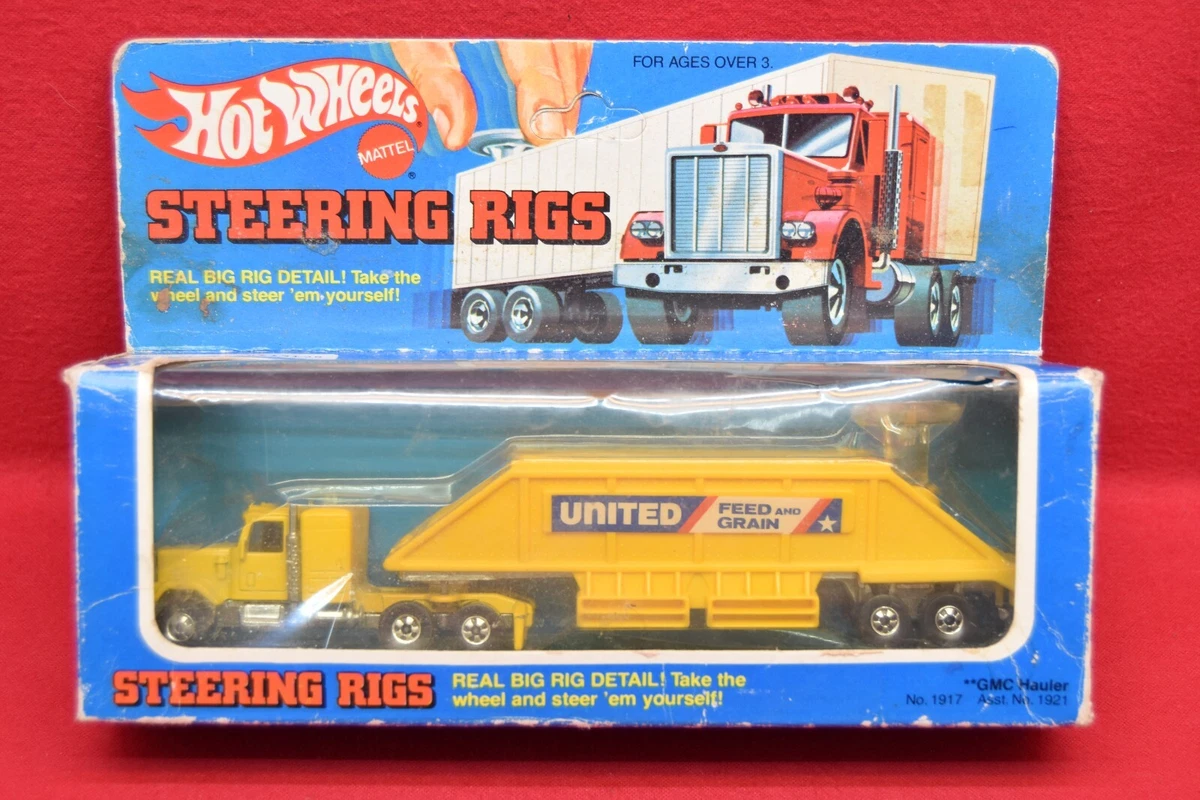 FOR AGES OVER 3.
HOT WHEELS®
MATTEL®
STEERING RIGS
REAL BIG RIG DETAIL! Take the
wheel and steer 'em yourself!
UNITED FEED AND
GRAIN
STEERING RIGS
REAL BIG RIG DETAIL! Take the
wheel and steer 'em yourself!
**GMC Hauler
No. 1917 Asst. No. 1921